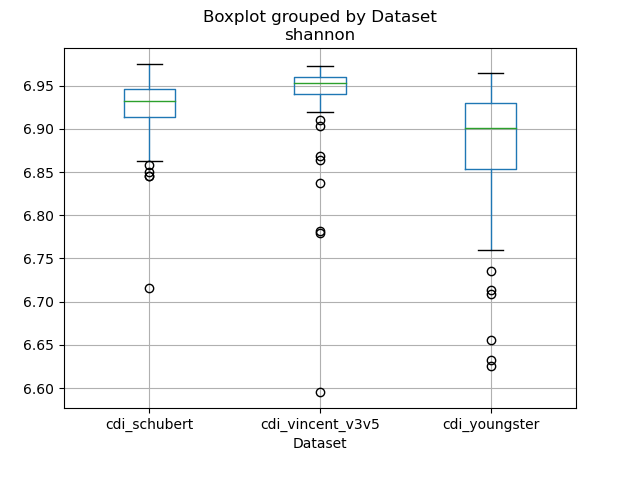 Boxplot grouped by Dataset
shannon
6.95
6.90
6.85
6.80
6.75
6.70
6.65
6.60
cdi_schubert
cdi_vincent_v3v5
cdi_youngster
Dataset